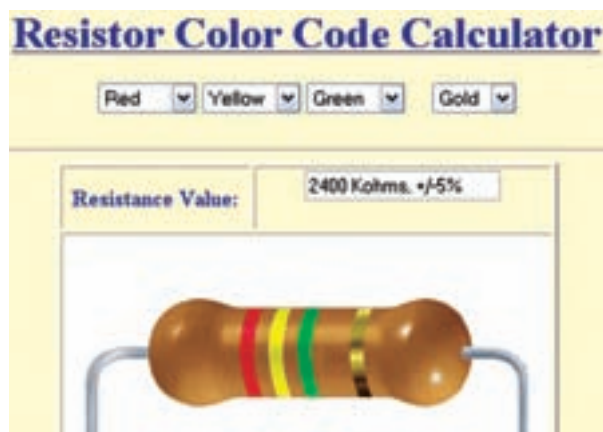 Resistor Color Code Calculator
Red Yellow Green Gold
Resistance Value: 2400 Kohms, +/-5%